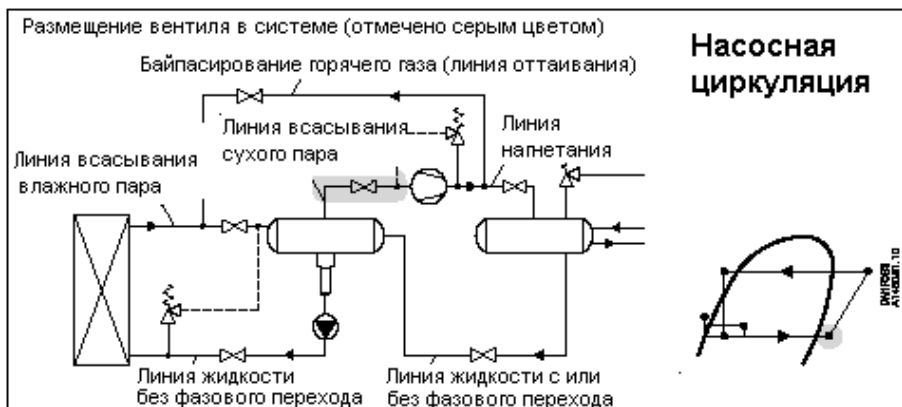 Размещение вентиля в системе (отмечено серым цветом)
Насосная
циркуляция
Байпасирование горячего газа (линия оттаивания)
Линия всасывания
сухого пара
Линия
нагнетания
Линия всасывания
влажного пара
Линия жидкости
без фазового перехода
Линия жидкости с или
без фазового перехода